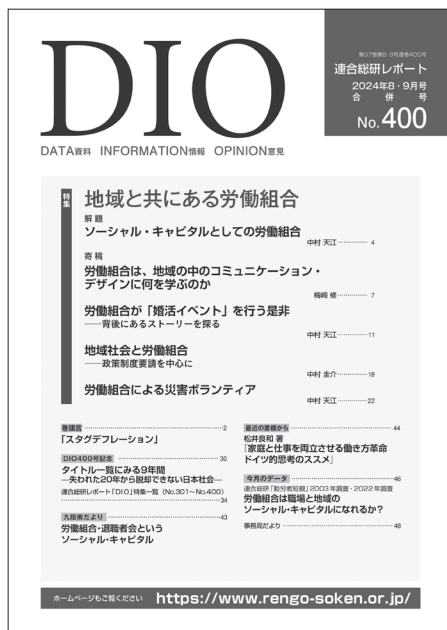 DIO
DATA資料 INFORMATION情報 OPINION意見
第37巻第8・9号通巻400号
連合総研レポート
2024年8・9月号
合併号
No.400
特集
地域と共にある労働組合
解題
ソーシャル・キャピタルとしての労働組合
中村 天江…………… 4
寄稿
労働組合は、地域の中のコミュニケーション・
デザインに何を学ぶのか
梅崎 修…………… 7
労働組合が「婚活イベント」を行う是非
──背後にあるストーリーを探る
中村 天江……………11
地域社会と労働組合
──政策制度要請を中心に
中村 圭介……………18
労働組合による災害ボランティア
中村 天江……………22
巻頭言……………2
「スタグデフレーション」
DIO400号記念……………30
タイトル一覧にみる9年間
―失われた20年から脱却できない日本社会―
連合総研レポート「DIO」特集一覧(No.301~No.400)
……………34
九段南だより……………43
労働組合・退職者会という
ソーシャル・キャピタル
最近の書棚から……………44
松井良和 著
『家庭と仕事を両立させる働き方革命
ドイツ的思考のススメ』
今月のデータ……………46
連合総研「勤労者短観」2003年調査・2022年調査
労働組合は職場と地域の
ソーシャル・キャピタルになれるか?
事務局だより……………48
ホームページもご覧ください https://www.rengo-soken.or.jp/